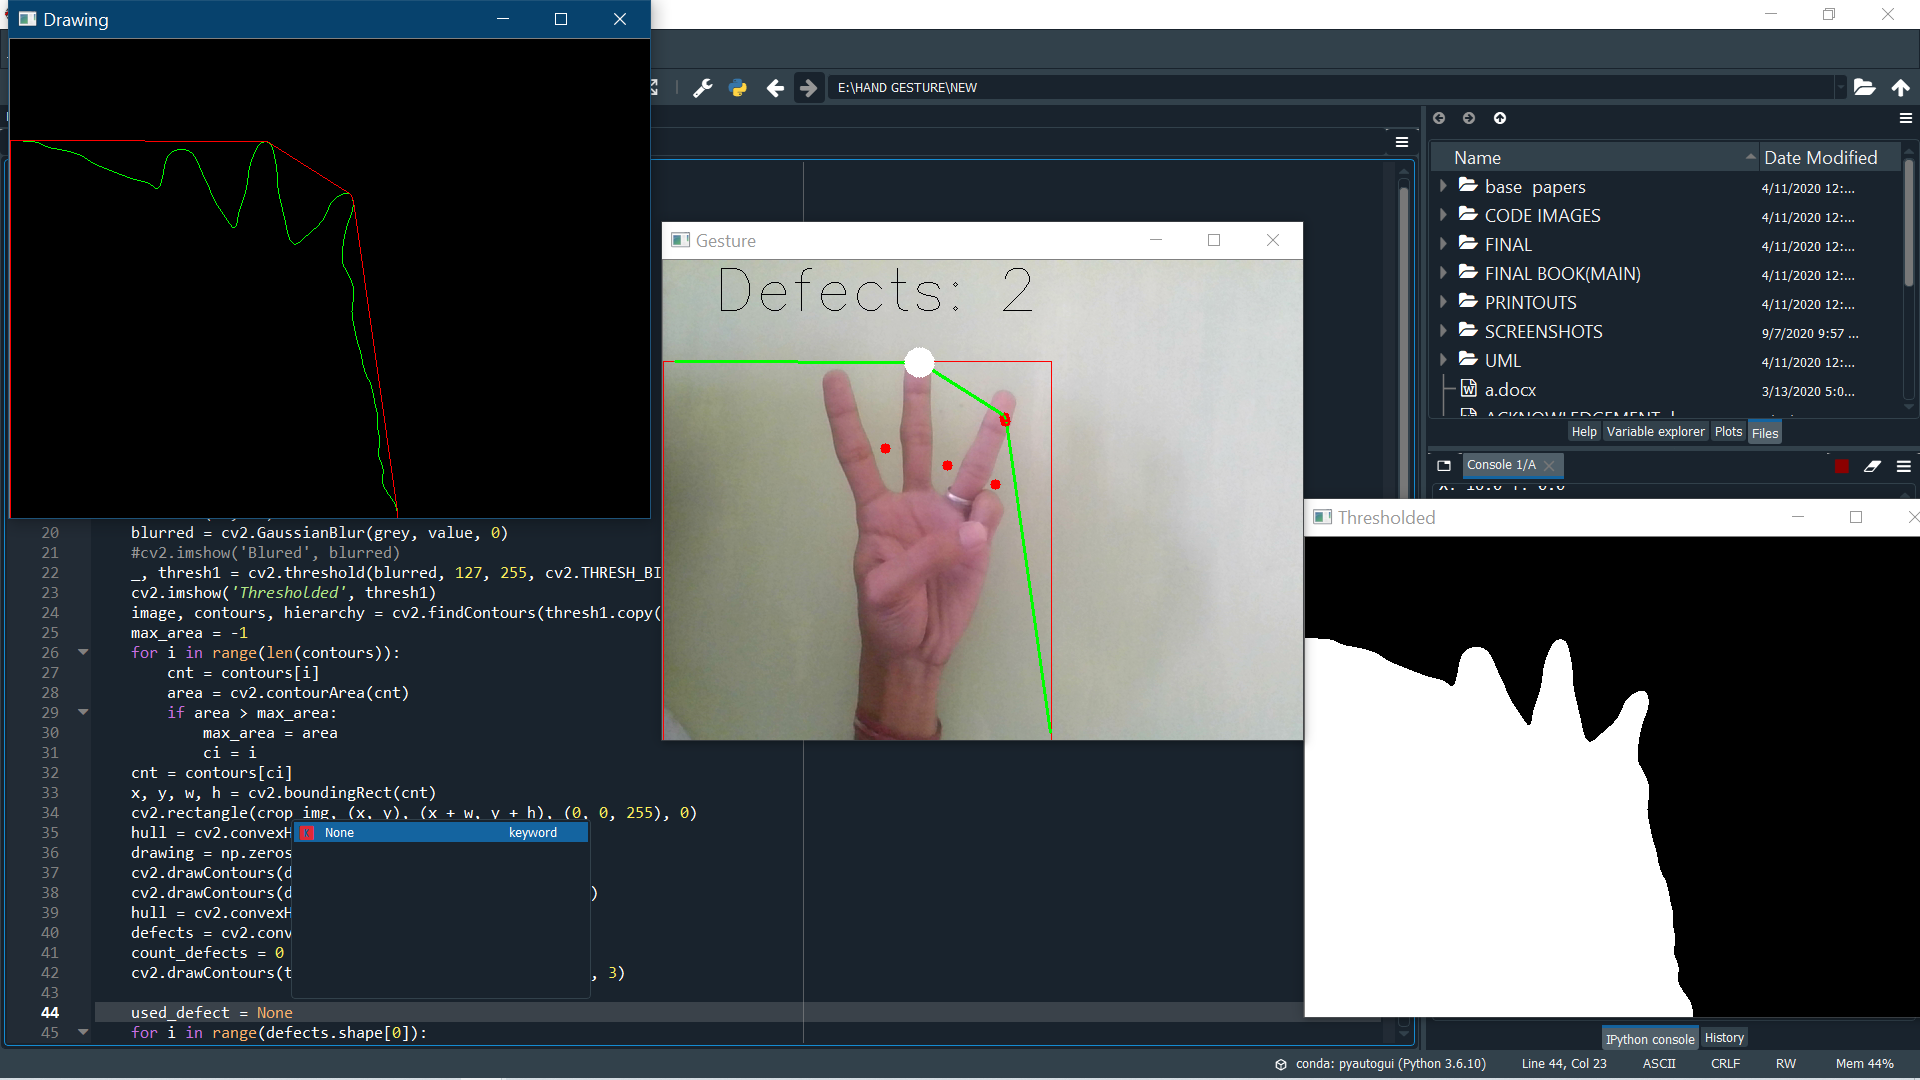 Drawing
E:\HAND GESTURE\NEW
Name Date Modified
base papers 4/11/2020 12:...
CODE IMAGES 4/11/2020 12:...
FINAL 4/11/2020 12:...
FINAL BOOK(MAIN) 4/11/2020 12:...
PRINTOUTS 4/11/2020 12:...
SCREENSHOTS 9/7/2020 9:57 ...
UML 4/11/2020 12:...
a.docx 3/13/2020 5:0...
Help Variable explorer Plots Files
Console 1/A
Gesture
Defects: 2
Thresholded
20 blurred = cv2.GaussianBlur(grey, value, 0)
21 #cv2.imshow('Blured', blurred)
22 _, thresh1 = cv2.threshold(blurred, 127, 255, cv2.THRESH_BI
23 cv2.imshow('Thresholded', thresh1)
24 image, contours, hierarchy = cv2.findContours(thresh1.copy(
25 max_area = -1
26 for i in range(len(contours)):
27 cnt = contours[i]
28 area = cv2.contourArea(cnt)
29 if area > max_area:
30 max_area = area
31 ci = i
32 cnt = contours[ci]
33 x, y, w, h = cv2.boundingRect(cnt)
34 cv2.rectangle(crop_img, (x, y), (x + w, y + h), (0, 0, 255), 0)
35 hull = cv2.convexH
None keyword
36 drawing = np.zeros
37 cv2.drawContours(d
38 cv2.drawContours(d )
39 hull = cv2.convexH
40 defects = cv2.conv
41 count_defects = 0
42 cv2.drawContours(t , 3)
43
44 used_defect = None
45 for i in range(defects.shape[0]):
IPython console History
conda: pyautogui (Python 3.6.10) Line 44, Col 23 ASCII CRLF RW Mem 44%